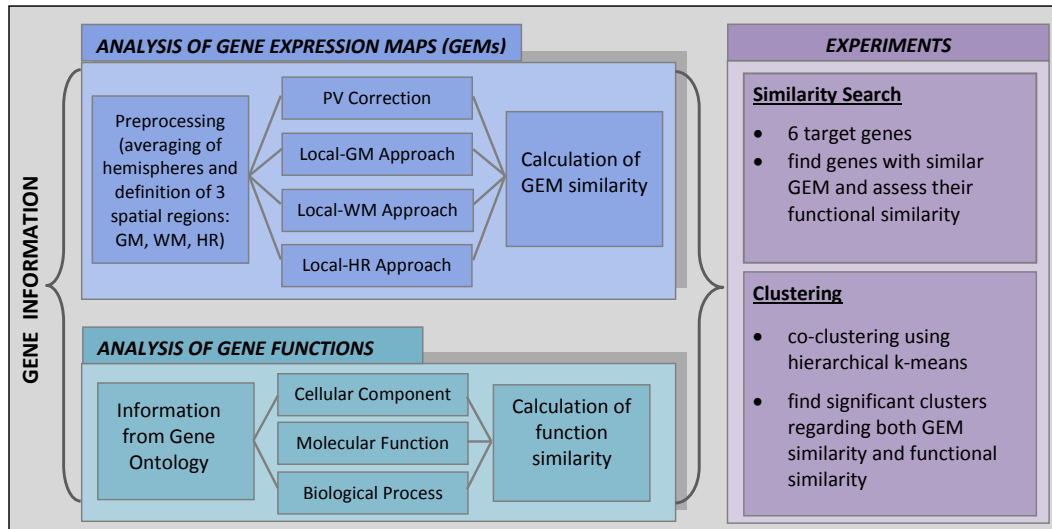 GENE INFORMATION
ANALYSIS OF GENE EXPRESSION MAPS (GEMs)
Preprocessing
(averaging of
hemispheres and
definition of 3
spatial regions:
GM, WM, HR)
PV Correction
Local-GM Approach
Local-WM Approach
Local-HR Approach
Calculation of
GEM similarity
ANALYSIS OF GENE FUNCTIONS
Information
from Gene
Ontology
Cellular Component
Molecular Function
Biological Process
Calculation of
function
similarity
EXPERIMENTS
Similarity Search
• 6 target genes
• find genes with similar
GEM and assess their
functional similarity
Clustering
• co-clustering using
hierarchical k-means
• find significant clusters
regarding both GEM
similarity and functional
similarity